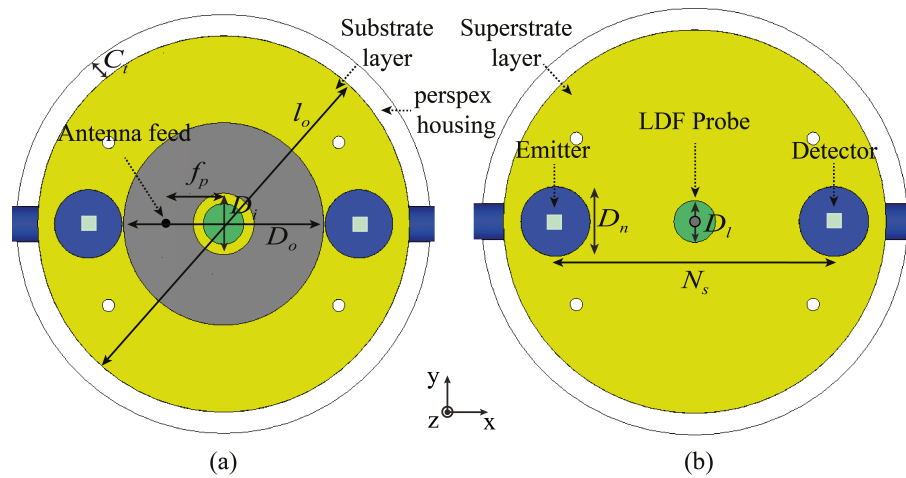 Substrate
layer
C_i
l_o
perspex
housing
Antenna feed
f_p
D_i
D_o
(a)
Superstrate
layer
LDF Probe
Emitter
Detector
D_n
D_l
N_s
y
z
x
(b)